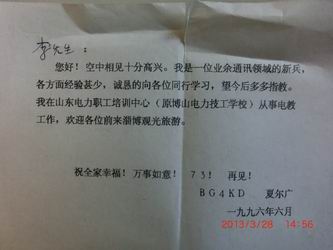 李先生：
您好！空中相见十分高兴。我是一位业余通讯领域的新兵，
各方面经验甚少，诚恳的向各位同行学习，望今后多多指教。
我在山东电力职工培训中心（原博山电力技工学校）从事电教
工作，欢迎各位前来淄博观光旅游。
祝全家幸福！万事如意！73！再见！
BG4KD 夏尔广
一九九六年六月
2013/3/28 14:56